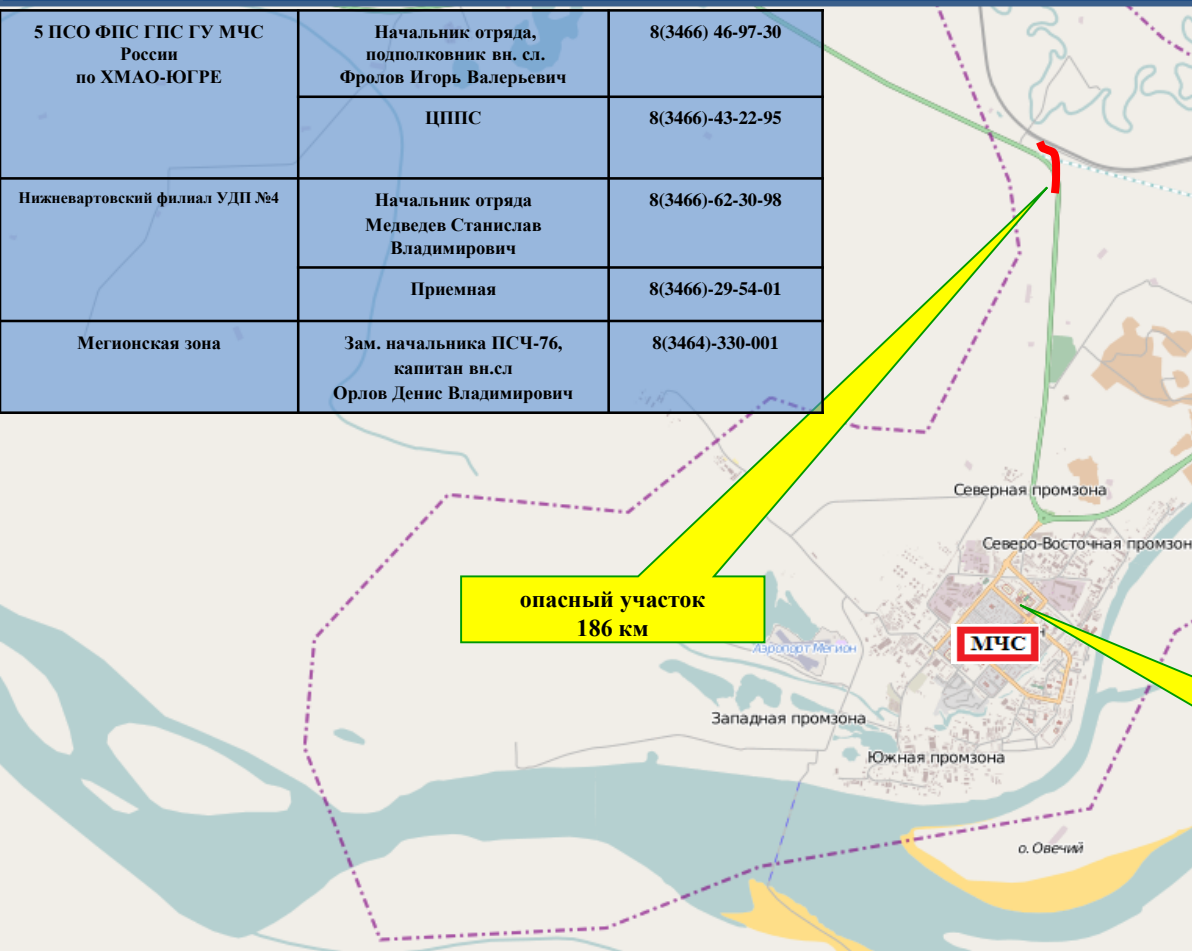 5 ПСО ФПС ГПС ГУ МЧС
России
по ХМАО-ЮГРЕ
Начальник отряда,
подполковник вн. сл.
Фролов Игорь Валерьевич
8(3466) 46-97-30
ЦППС
8(3466)-43-22-95
Нижневартовский филиал УДП №4
Начальник отряда
Медведев Станислав
Владимирович
8(3466)-62-30-98
Приемная
8(3466)-29-54-01
Мегионская зона
Зам. начальника ПСЧ-76,
капитан вн.сл
Орлов Денис Владимирович
8(3464)-330-001
Северная промзона
Северо-Восточная промзон
опасный участок
186 км
МЧС
Аэропорт Мегион
Западная промзона
Южная промзона
о. Овечий